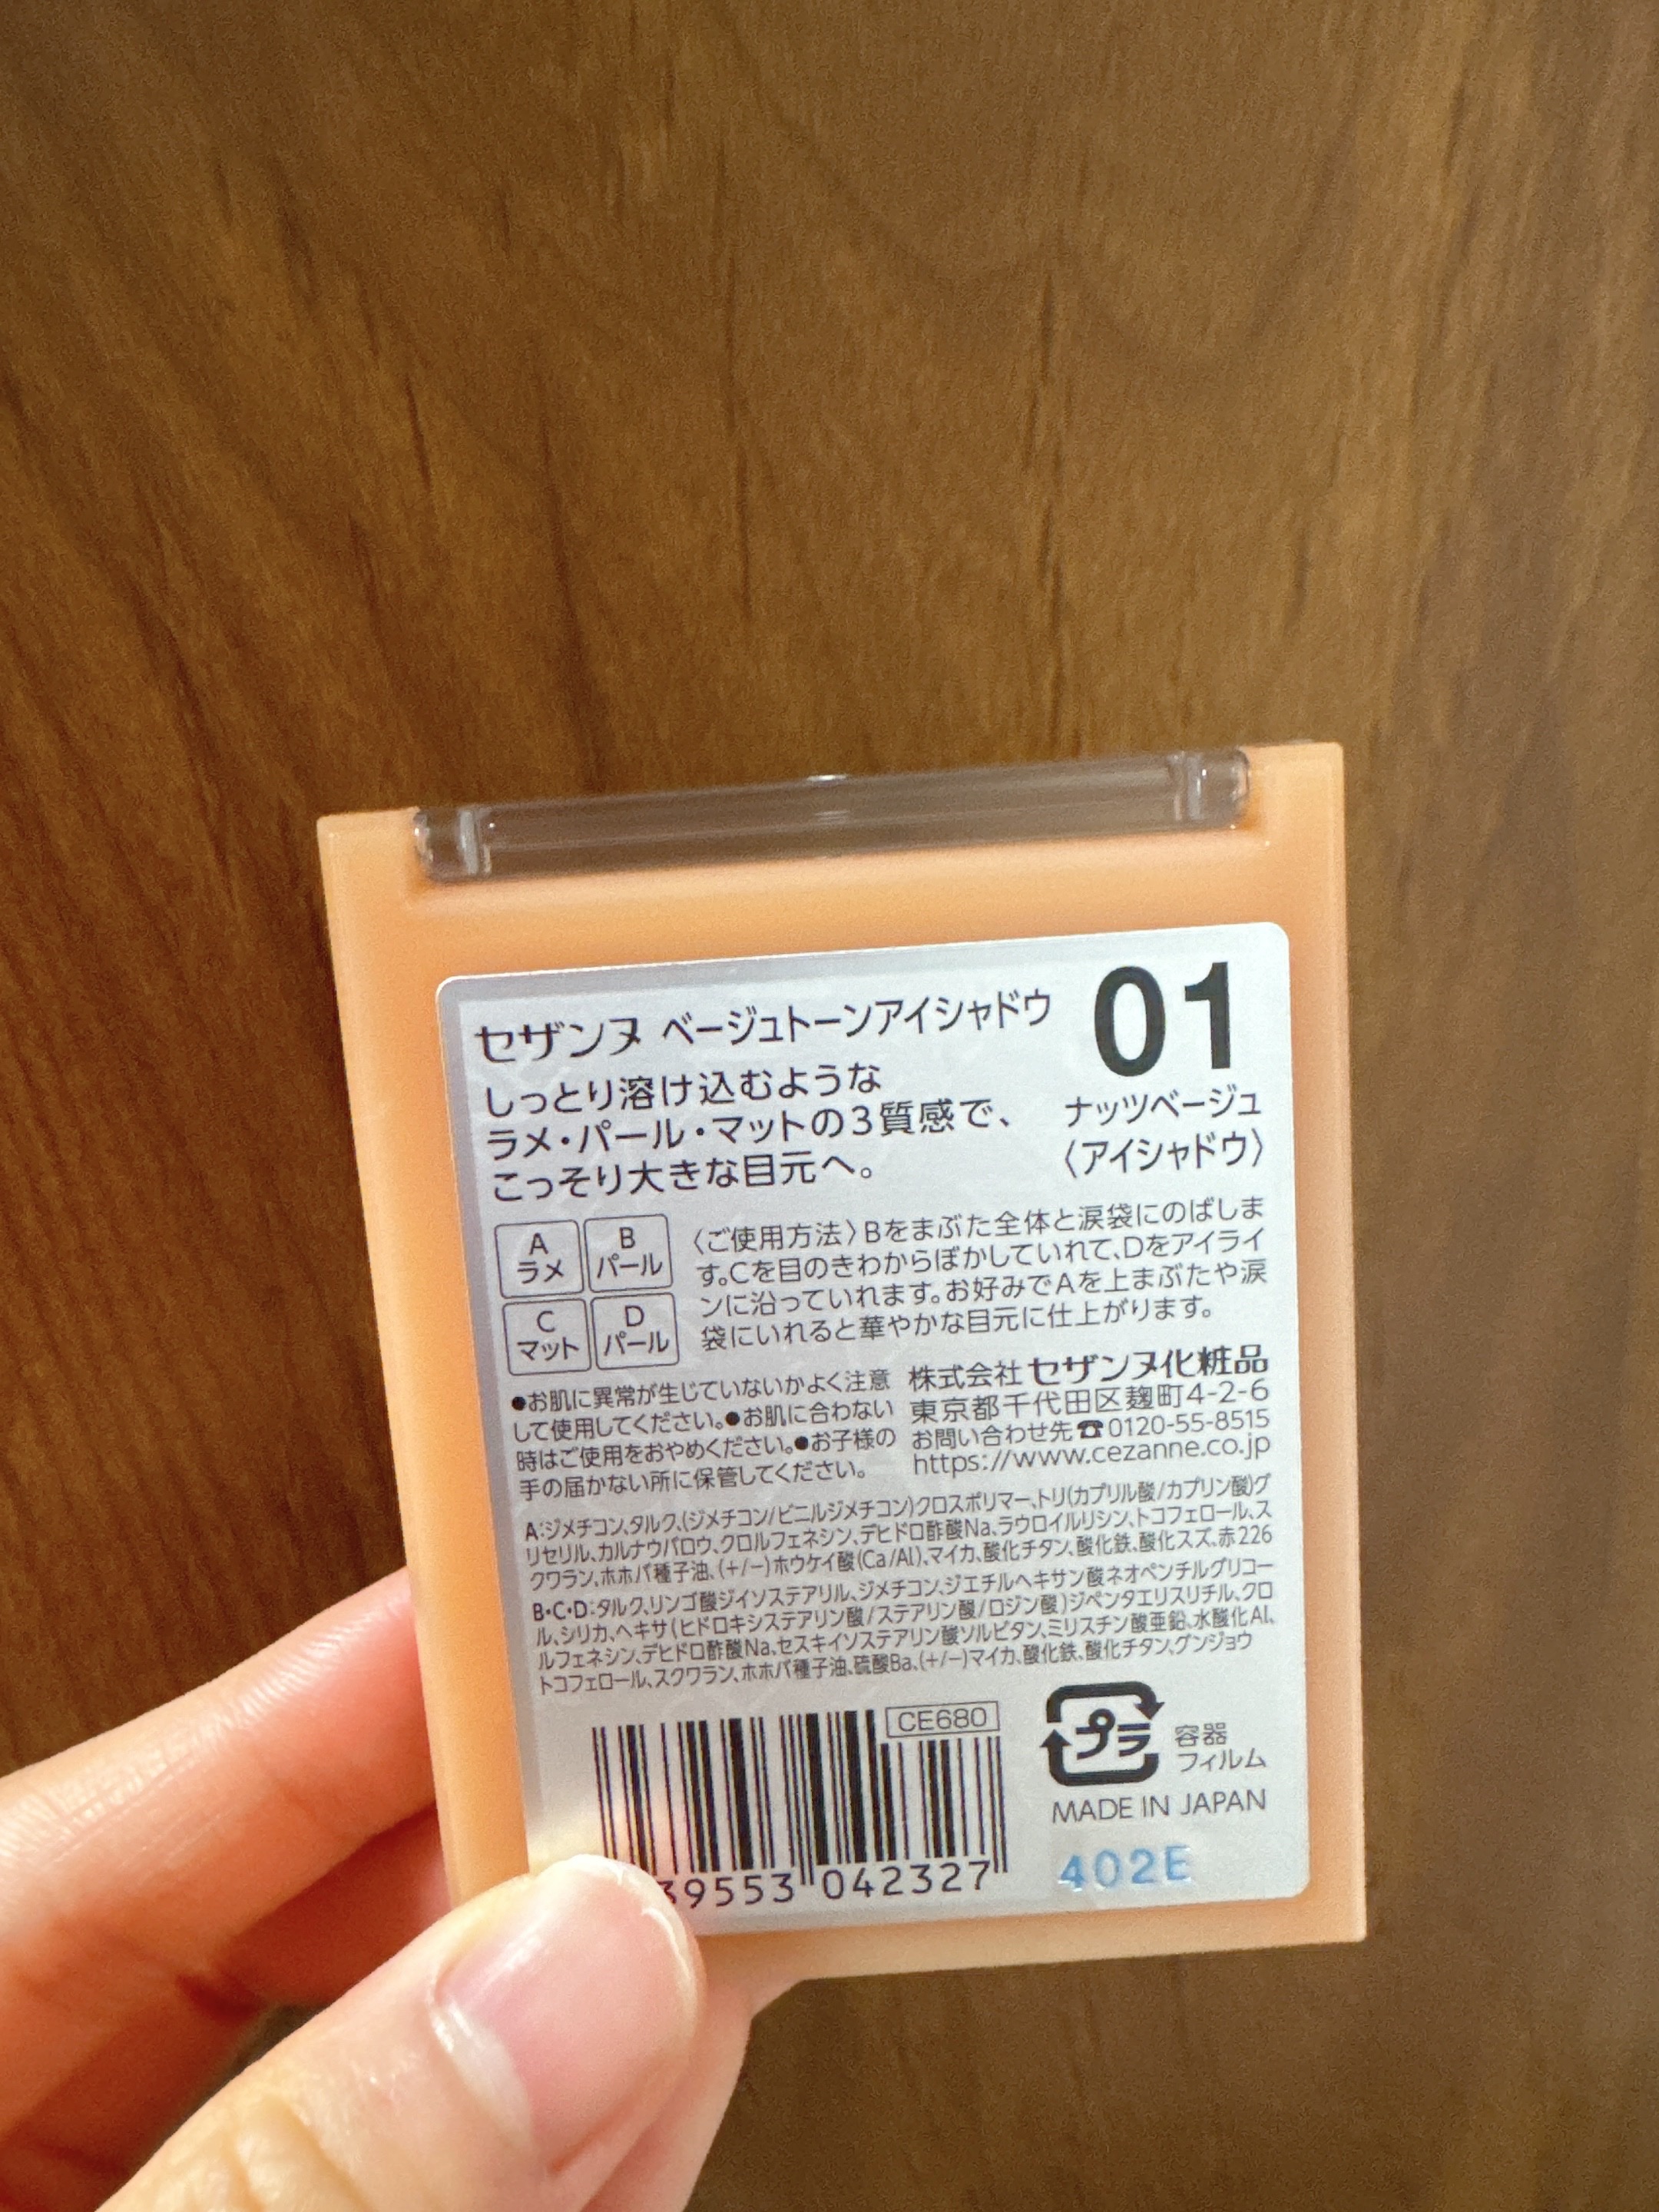 セザンヌ ベージュトーンアイシャドウ
01
ナッツベージュ
〈アイシャドウ〉
しっとり溶け込むような
ラメ・パール・マットの3質感で、
こっそり大きな目元へ。
A
ラメ
B
パール
C
マット
D
パール
〈ご使用方法〉Bをまぶた全体と涙袋にのばしま
す。Cを目のきわからぼかしていれて、Dをアイライ
ンに沿っていれます。お好みでAを上まぶたや涙
袋にいれると華やかな目元に仕上がります。
●お肌に異常が生じていないかよく注意
して使用してください。●お肌に合わない
時はご使用をおやめください。●お子様の
手の届かない所に保管してください。
株式会社 セザンヌ化粧品
東京都千代田区麹町4-2-6
お問い合わせ先☎0120-55-8515
https://www.cezanne.co.jp
A:ジメチコン、タルク、(ジメチコン/ビニルジメチコン)クロスポリマー、トリ(カプリル酸/カプリン酸)グ
リセリル、カルナウバロウ、クロルフェネシン、デヒドロ酢酸Na、ラウロイルリシン、トコフェロール、ス
クワラン、ホホバ種子油、(+/−)ホウケイ酸(Ca/Al)、マイカ、酸化チタン、酸化鉄、酸化スズ、赤226
B・C・D:タルク、リンゴ酸ジイソステアリル、ジメチコン、ジエチルヘキサン酸ネオペンチルグリコー
ル、シリカ、ヘキサ(ヒドロキシステアリン酸/ステアリン酸/ロジン酸)ジペンタエリスリチル、クロ
ルフェネシン、デヒドロ酢酸Na、セスキイソステアリン酸ソルビタン、ミリスチン酸亜鉛、水酸化Al、
トコフェロール、スクワラン、ホホバ種子油、硫酸Ba、(+/−)マイカ、酸化鉄、酸化チタン、グンジョウ
CE680
39553 042327
プラ
容器
フィルム
MADE IN JAPAN
402E